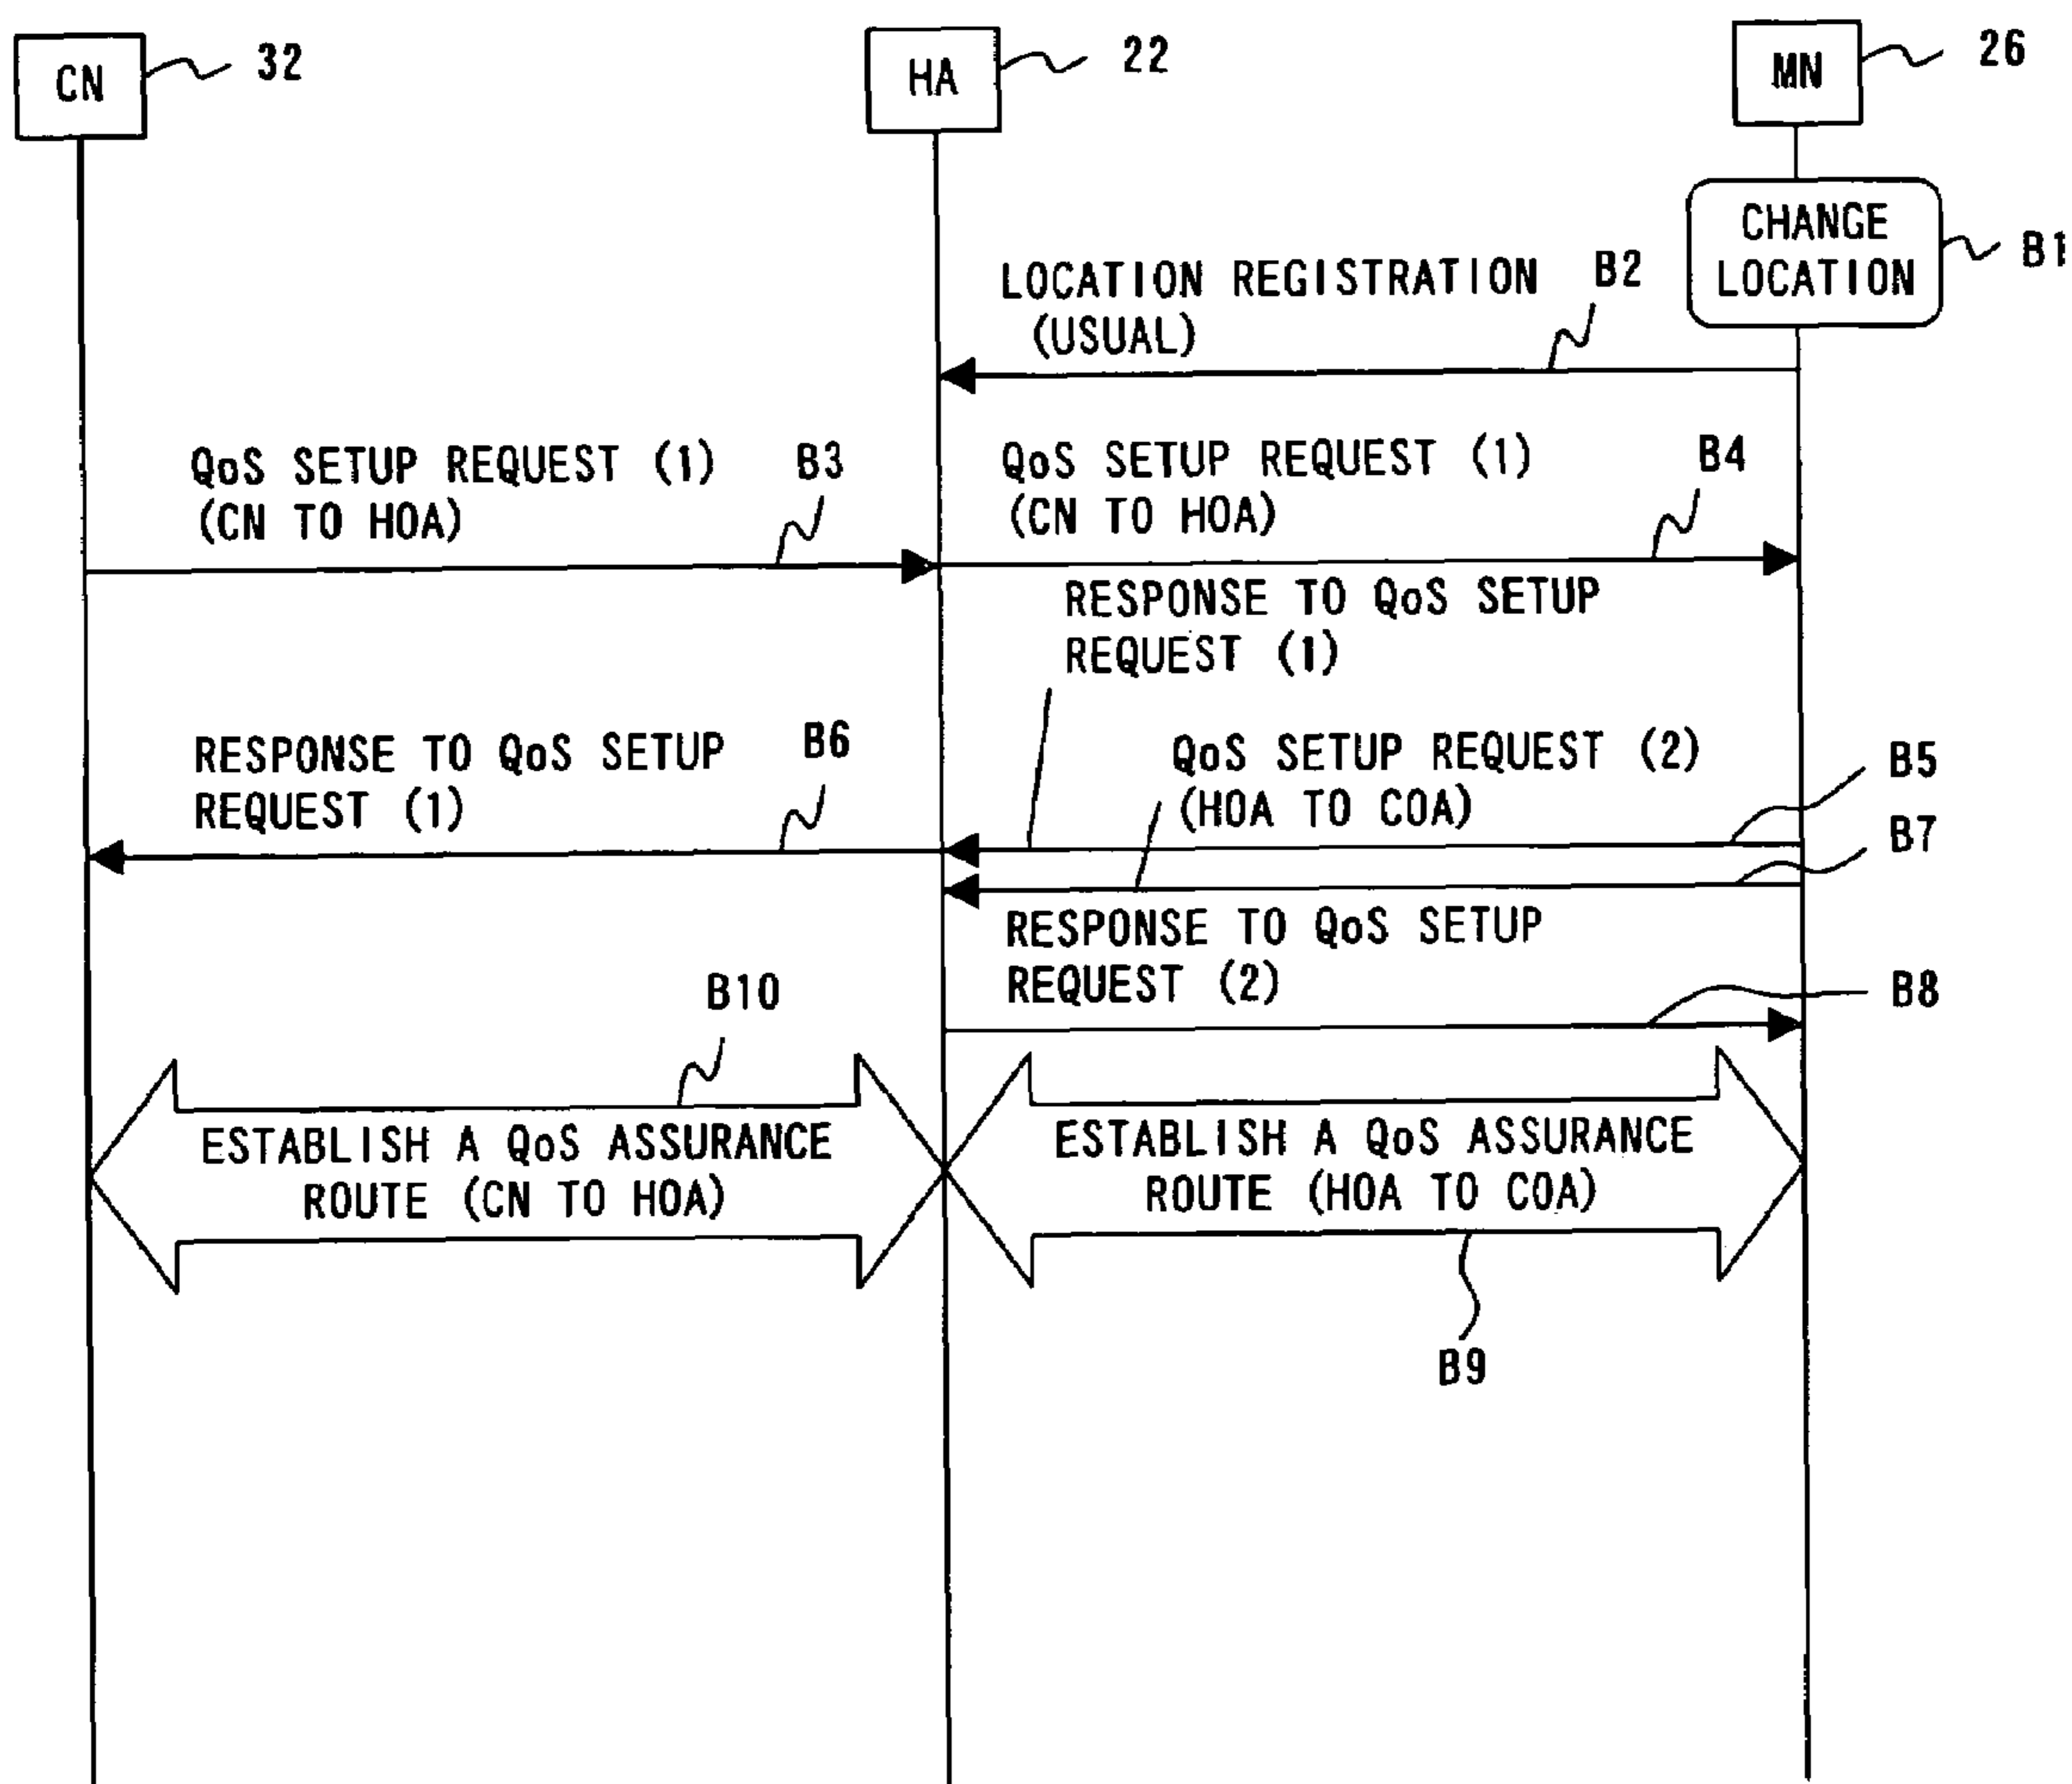 CN
32
HA
22
MN
26
CHANGE
LOCATION
B1
LOCATION REGISTRATION
(USUAL)
B2
QoS SETUP REQUEST (1)
(CN TO HOA)
B3
QoS SETUP REQUEST (1)
(CN TO HOA)
B4
RESPONSE TO QoS SETUP
REQUEST (1)
RESPONSE TO QoS SETUP
REQUEST (1)
B6
QoS SETUP REQUEST (2)
(HOA TO COA)
B5
B7
RESPONSE TO QoS SETUP
REQUEST (2)
B8
B10
ESTABLISH A QoS ASSURANCE
ROUTE (CN TO HOA)
ESTABLISH A QoS ASSURANCE
ROUTE (HOA TO COA)
B9